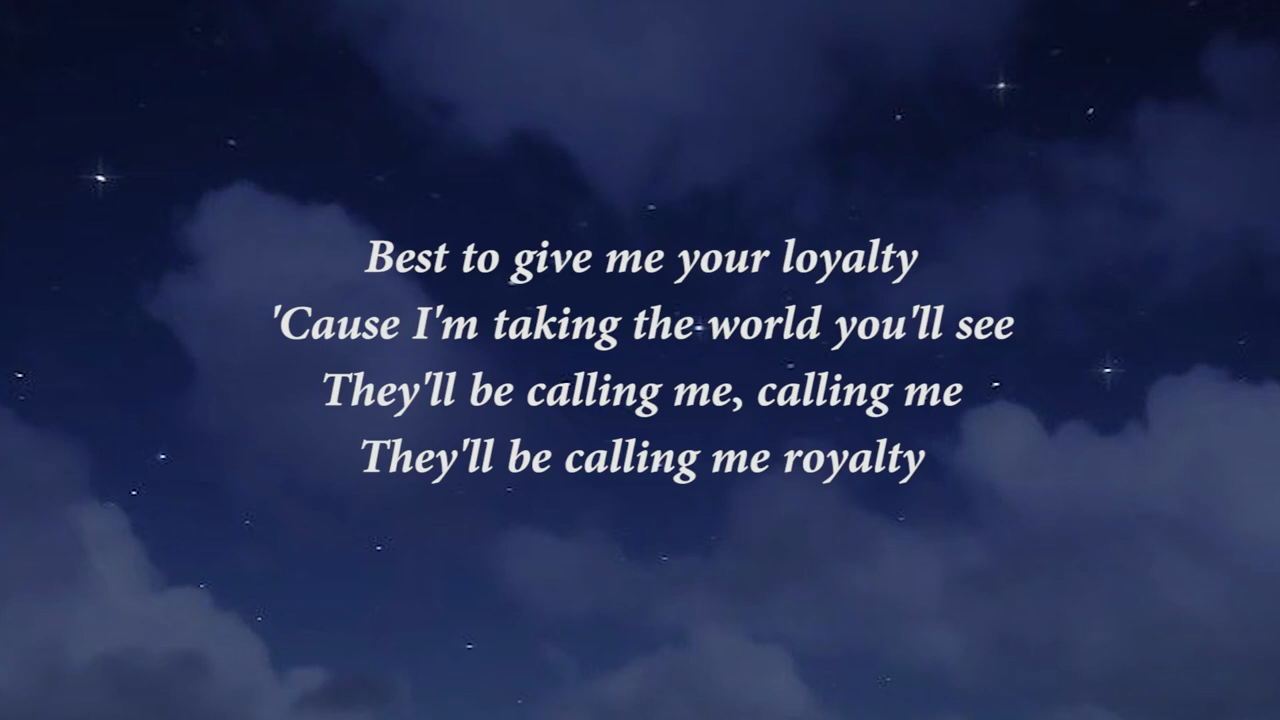 Best to give me your loyalty
'Cause I'm taking the world you'll see
They'll be calling me, calling me
They'll be calling me royalty